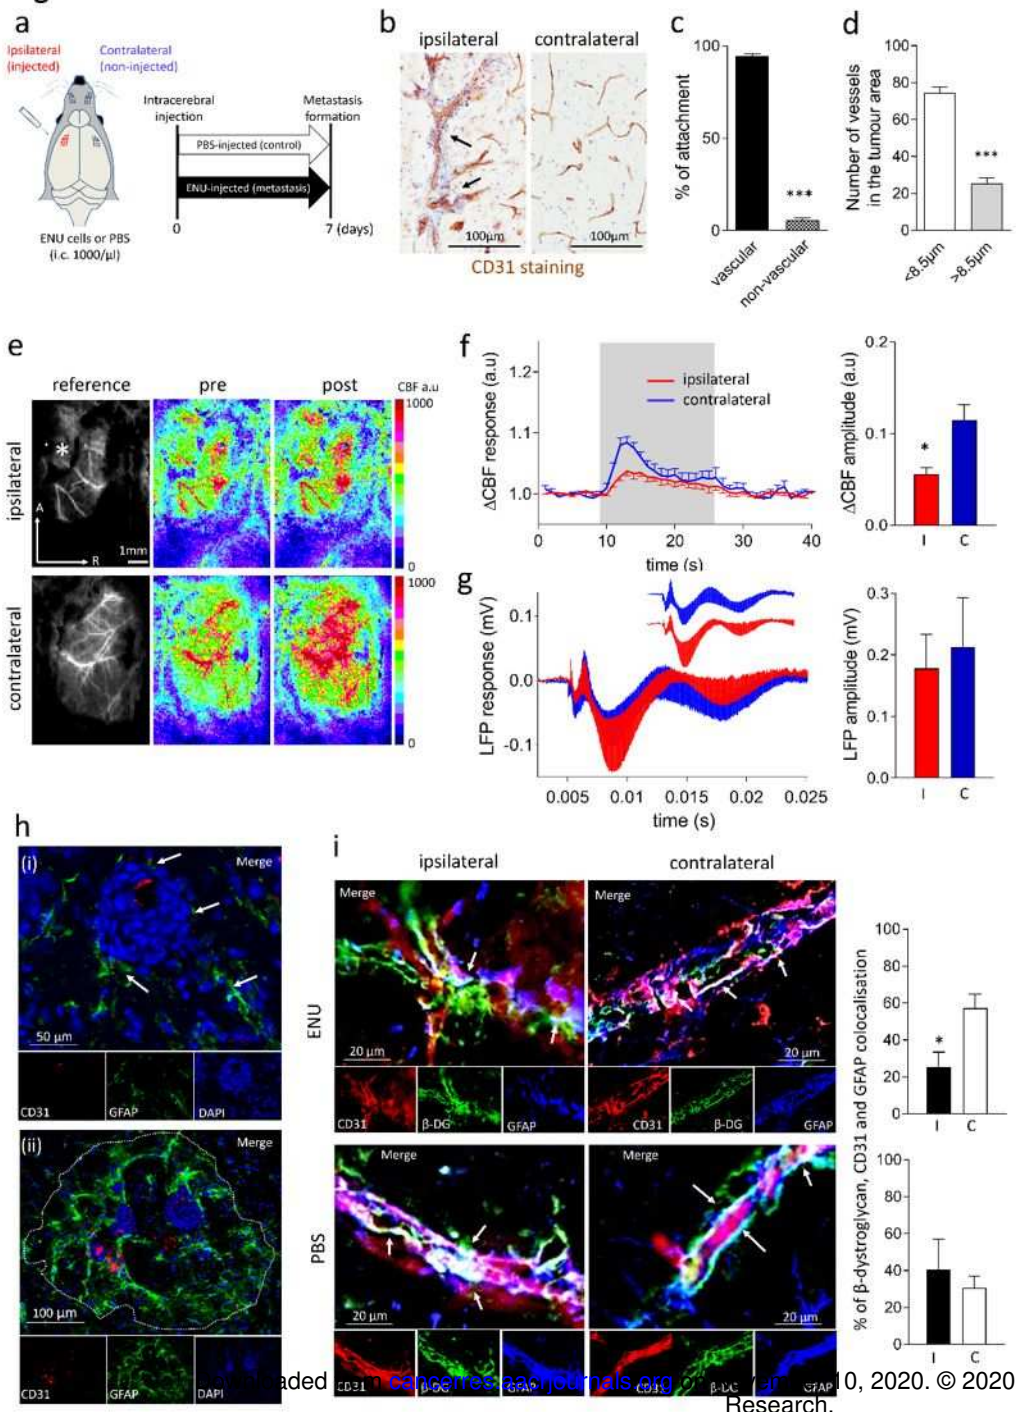 a
Ipsilateral
(injected)
Contralateral
(non-injected)
Intracerebral
injection
Metastasis
formation
PBS-injected (control)
ENU-injected (metastasis)
0
7 (days)
ENU cells or PBS
(i.c. 1000/µl)
b
ipsilateral
contralateral
100µm
100µm
CD31 staining
c
% of attachment
100
50
0
***
vascular
non-vascular
d
Number of vessels
in the tumour area
100
80
60
40
20
0
***
<8.5µm
>8.5µm
e
reference
pre
post
CBF a.u
1000
0
ipsilateral
*
A
R
1mm
contralateral
1000
0
f
ΔCBF response (a.u)
1.2
1.1
1.0
ipsilateral
contralateral
0
10
20
30
40
time (s)
ΔCBF amplitude (a.u)
0.2
0.1
0.0
*
I
C
g
LFP response (mV)
0.1
0.0
-0.1
0.005
0.01
0.015
0.02
0.025
time (s)
LFP amplitude (mV)
0.3
0.2
0.1
0.0
I
C
h
(i)
Merge
50 µm
CD31
GFAP
DAPI
(ii)
Merge
100 µm
CD31
GFAP
DAPI
i
ipsilateral
contralateral
ENU
Merge
20 µm
Merge
20 µm
CD31
β-DG
GFAP
CD31
β-DG
GFAP
PBS
Merge
20 µm
Merge
20 µm
CD31
β-DG
GFAP
CD31
β-DG
GFAP
% of β-dystroglycan, CD31 and GFAP colocalisation
100
80
60
40
20
0
*
I
C
100
80
60
40
20
0
I
C
cancerres.aacrjournals.org
10, 2020. © 2020
Research.